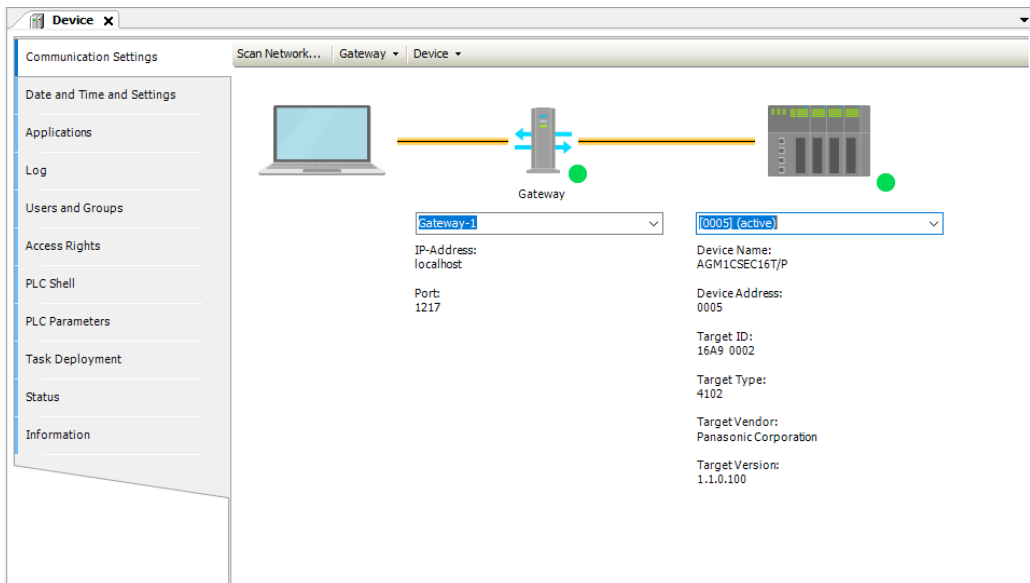 Device
Communication Settings
Date and Time and Settings
Applications
Log
Users and Groups
Access Rights
PLC Shell
PLC Parameters
Task Deployment
Status
Information
Scan Network... Gateway Device
Gateway
Gateway-1
IP-Address:
localhost
Port:
1217
[0005] (active)
Device Name:
AGM1CSEC16T/P
Device Address:
0005
Target ID:
16A9 0002
Target Type:
4102
Target Vendor:
Panasonic Corporation
Target Version:
1.1.0.100